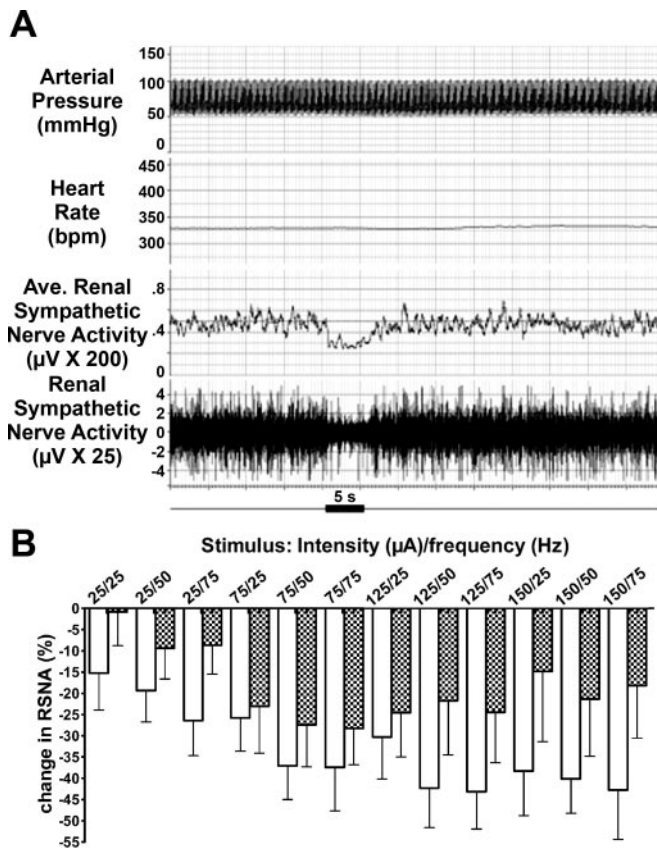 A
Arterial
Pressure
(mmHg)
150
100
50
0
Heart
Rate
(bpm)
450
400
350
300
Ave. Renal
Sympathetic
Nerve Activity
(µV X 200)
.8
.4
0
Renal
Sympathetic
Nerve Activity
(µV X 25)
4
2
0
-2
-4
5 s
B
Stimulus: Intensity (µA)/frequency (Hz)
25/25 25/50 25/75 75/25 75/50 75/75 125/25 125/50 125/75 150/25 150/50 150/75
change in RSNA (%)
0
-5
-10
-15
-20
-25
-30
-35
-40
-45
-50
-55